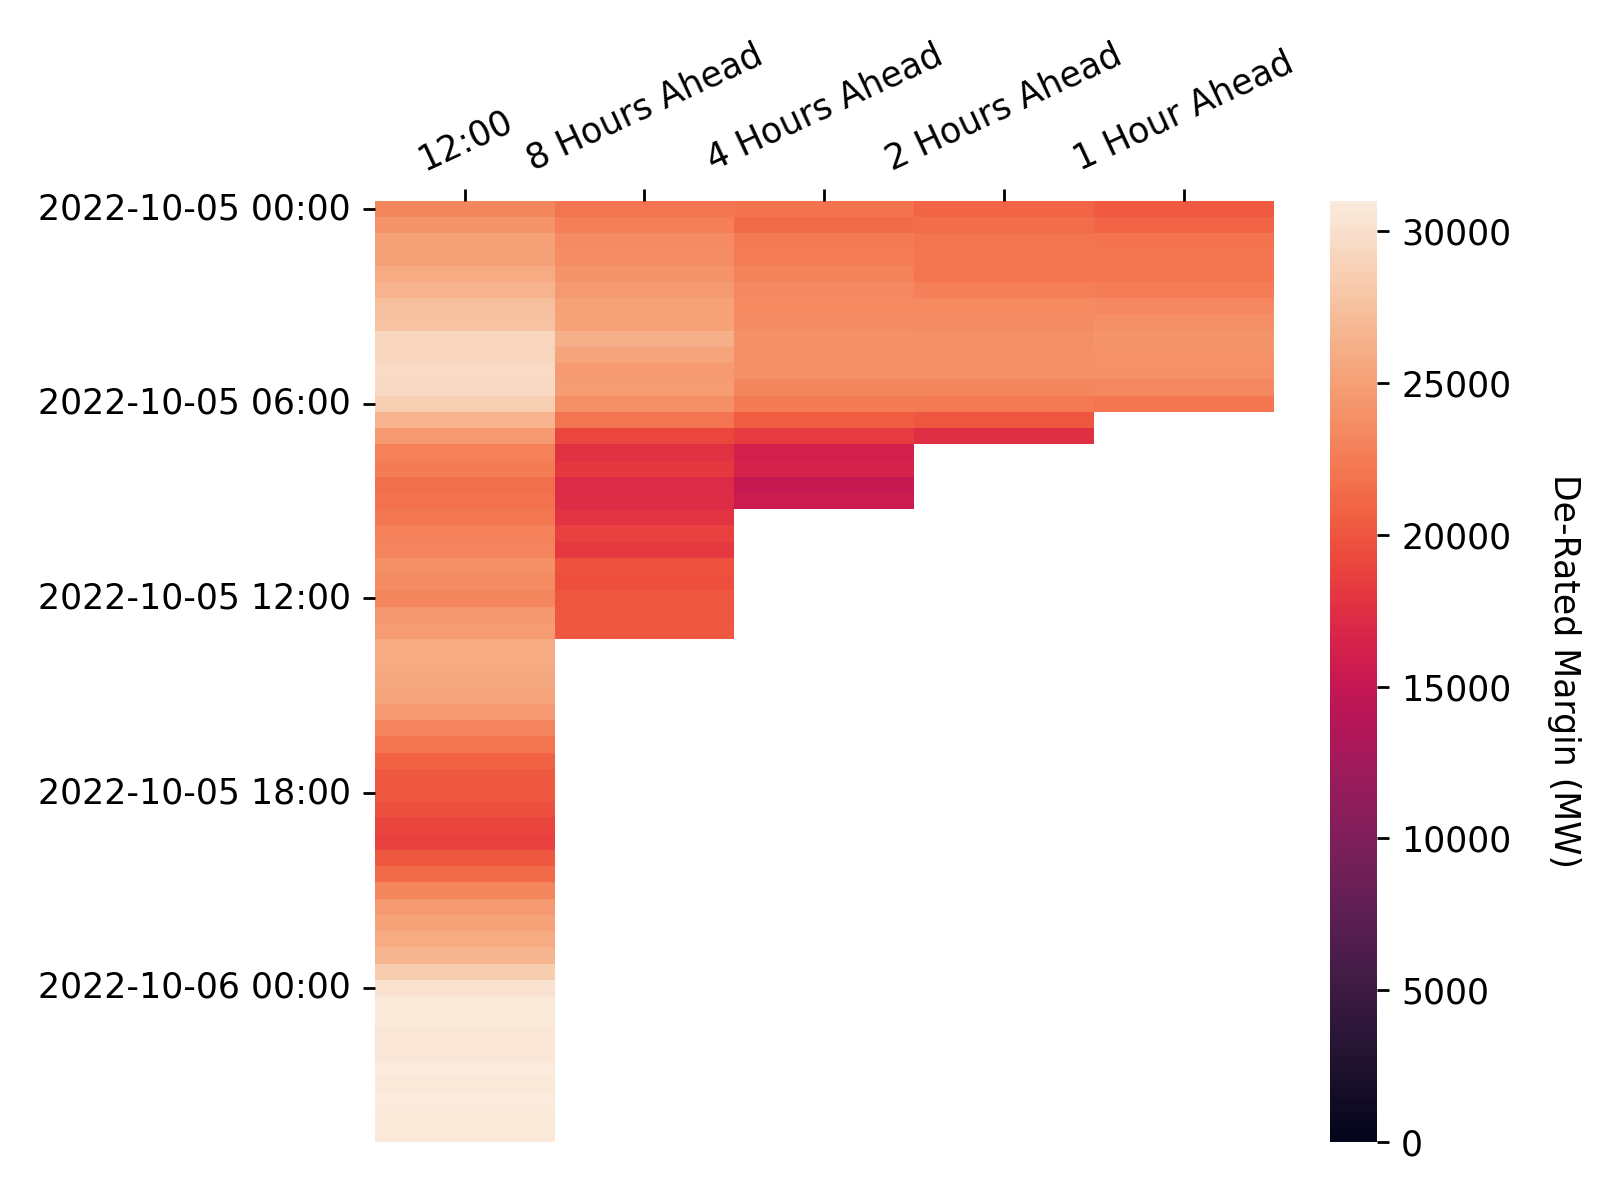 12:00
8 Hours Ahead
4 Hours Ahead
2 Hours Ahead
1 Hour Ahead
2022-10-05 00:00
2022-10-05 06:00
2022-10-05 12:00
2022-10-05 18:00
2022-10-06 00:00
30000
25000
20000
15000
10000
5000
0
De-Rated Margin (MW)